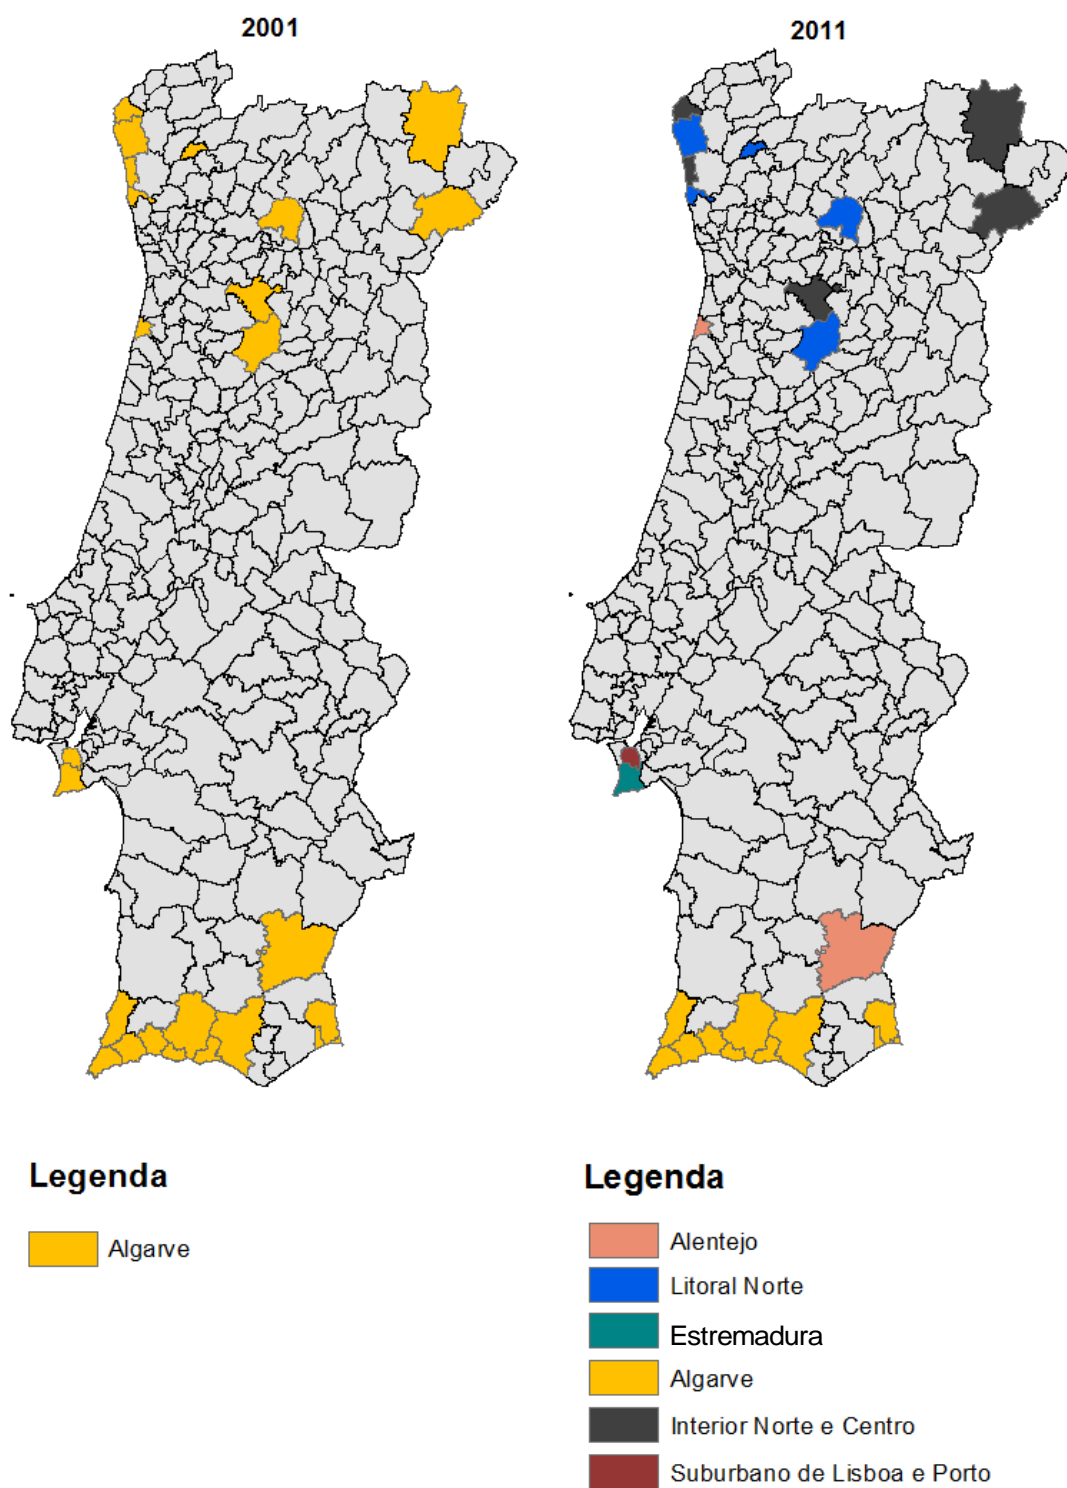 2001
2011
Legenda
Algarve
Legenda
Alentejo
Litoral Norte
Estremadura
Algarve
Interior Norte e Centro
Suburbano de Lisboa e Porto